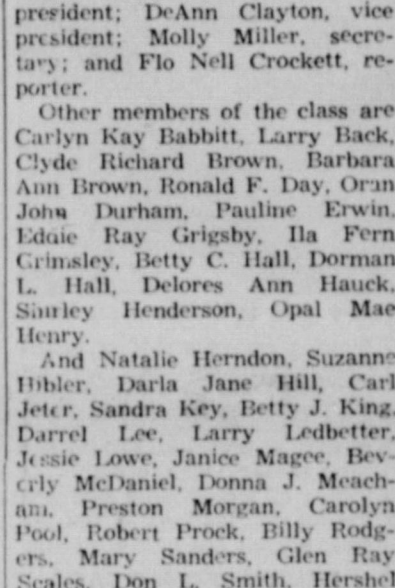 president; DeAnn Clayton, vice
president; Molly Miller, secre-
tary; and Flo Nell Crockett, re-
porter.
Other members of the class are
Carlyn Kay Babbitt, Larry Back,
Clyde Richard Brown, Barbara
Ann Brown, Ronald F. Day, Oran
John Durham, Pauline Erwin,
Eddie Ray Grigsby, Ila Fern
Grimsley, Betty C. Hall, Dorman
L. Hall, Delores Ann Hauck,
Shirley Henderson, Opal Mae
Henry.
And Natalie Herndon, Suzanne
Hibler, Darla Jane Hill, Carl
Jeter, Sandra Key, Betty J. King,
Darrel Lee, Larry Ledbetter,
Jessie Lowe, Janice Magee, Bev-
erly McDaniel, Donna J. Meach-
am, Preston Morgan, Carolyn
Pool, Robert Prock, Billy Rodg-
ers, Mary Sanders, Glen Ray
Scales, Don L. Smith, Hershel